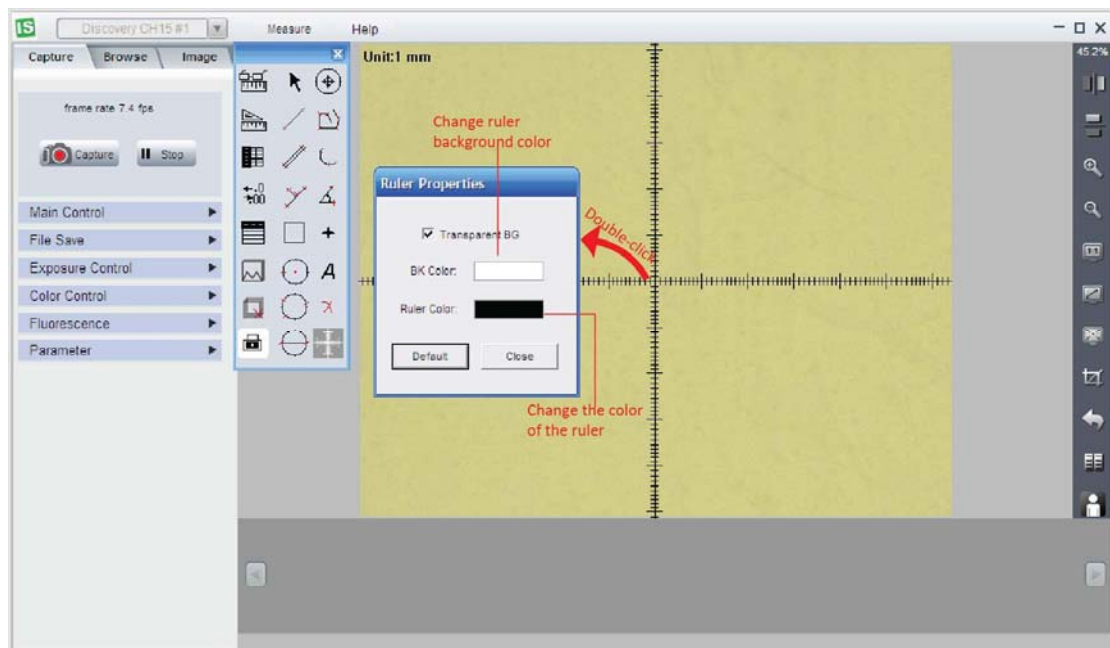 IS
Discovery CH15 #1
Measure
Help
Capture
Browse
Image
Unit:1 mm
45.2%
frame rate 7.4 fps
Capture
Stop
Main Control
File Save
Exposure Control
Color Control
Fluorescence
Parameter
Change ruler
background color
Ruler Properties
Transparent BG
BK Color:
Ruler Color:
Default
Close
Double-click
Change the color
of the ruler
A